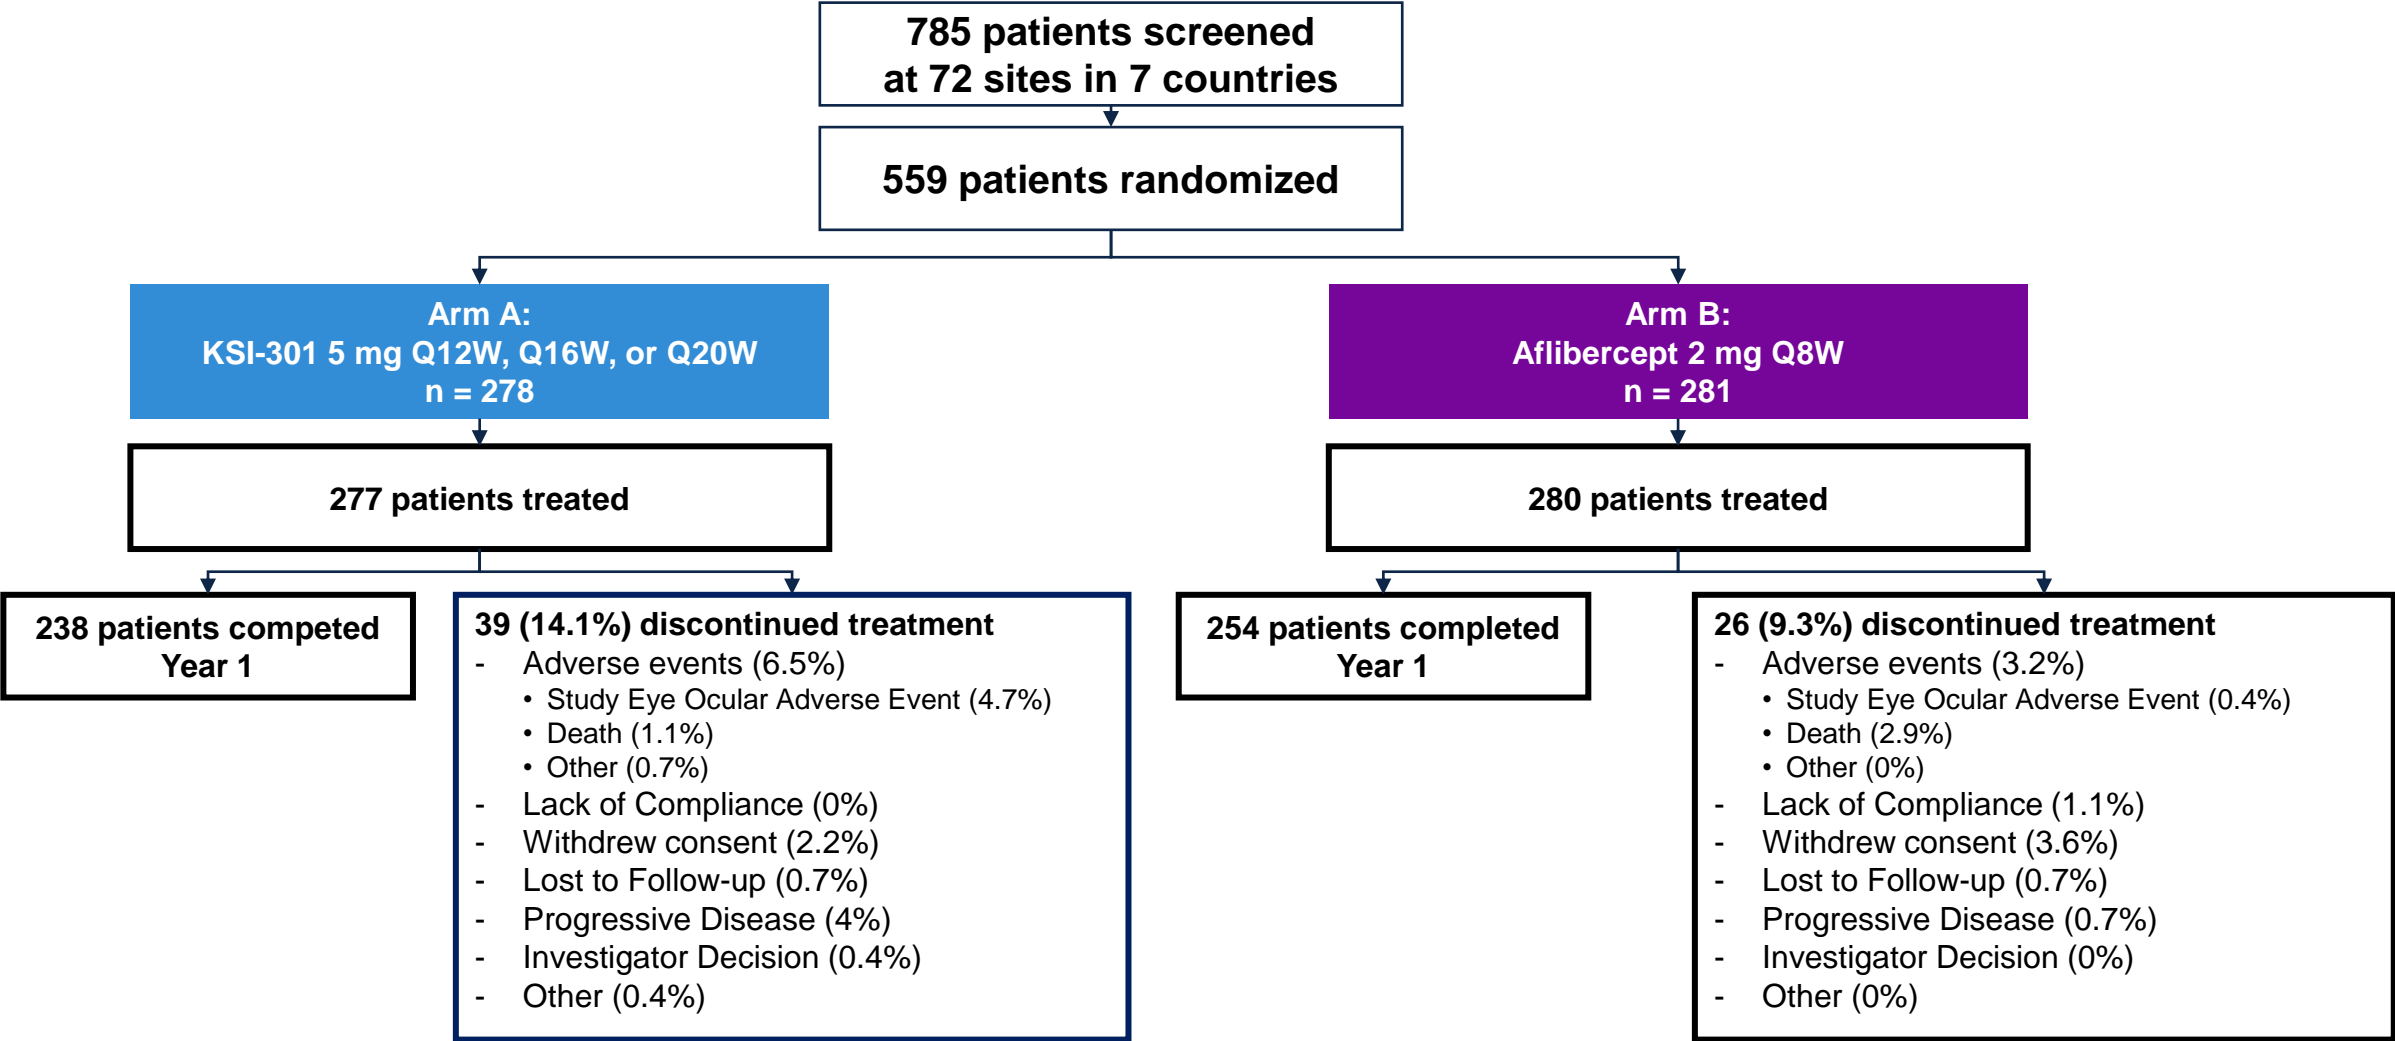 785 patients screened
at 72 sites in 7 countries
559 patients randomized
Arm A:
KSI-301 5 mg Q12W, Q16W, or Q20W
n = 278
Arm B:
Aflibercept 2 mg Q8W
n = 281
277 patients treated
280 patients treated
238 patients competed
Year 1
39 (14.1%) discontinued treatment
- Adverse events (6.5%)
• Study Eye Ocular Adverse Event (4.7%)
• Death (1.1%)
• Other (0.7%)
- Lack of Compliance (0%)
- Withdrew consent (2.2%)
- Lost to Follow-up (0.7%)
- Progressive Disease (4%)
- Investigator Decision (0.4%)
- Other (0.4%)
254 patients completed
Year 1
26 (9.3%) discontinued treatment
- Adverse events (3.2%)
• Study Eye Ocular Adverse Event (0.4%)
• Death (2.9%)
• Other (0%)
- Lack of Compliance (1.1%)
- Withdrew consent (3.6%)
- Lost to Follow-up (0.7%)
- Progressive Disease (0.7%)
- Investigator Decision (0%)
- Other (0%)